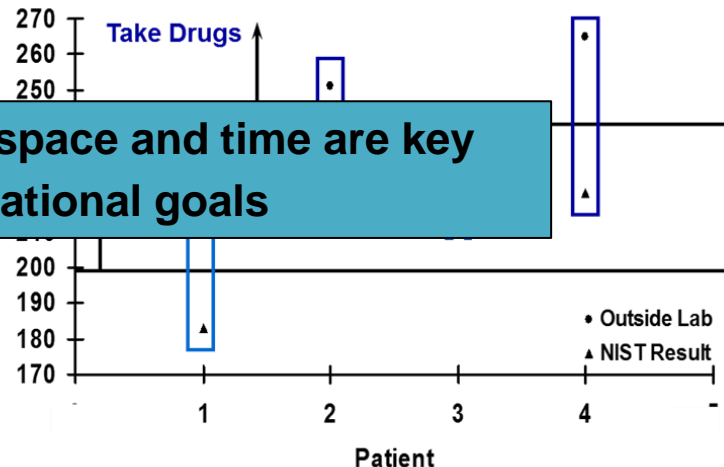 270
260
250
Take Drugs
space and time are key
ational goals
200
190
180
170
Outside Lab
NIST Result
1 2 3 4
Patient